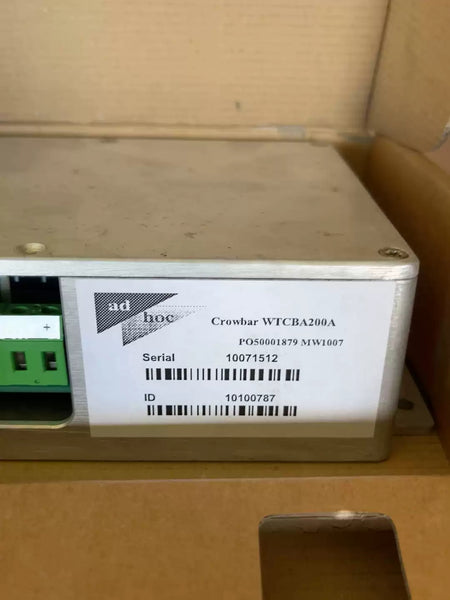 ad
hoc
Crowbar WTCBA200A
PO50001879 MW1007
Serial 10071512
ID 10100787
+